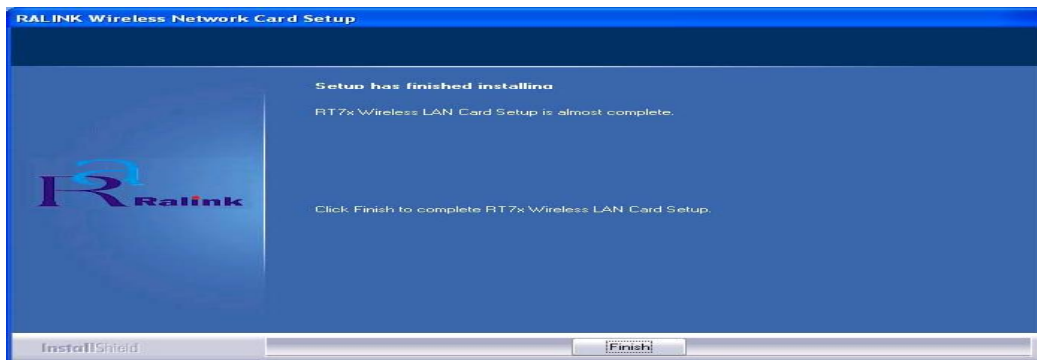 RALINK Wireless Network Card Setup
Setup has finished installing
RT7x Wireless LAN Card Setup is almost complete.
Ralink
Click Finish to complete RT7x Wireless LAN Card Setup.
InstallShield
Finish